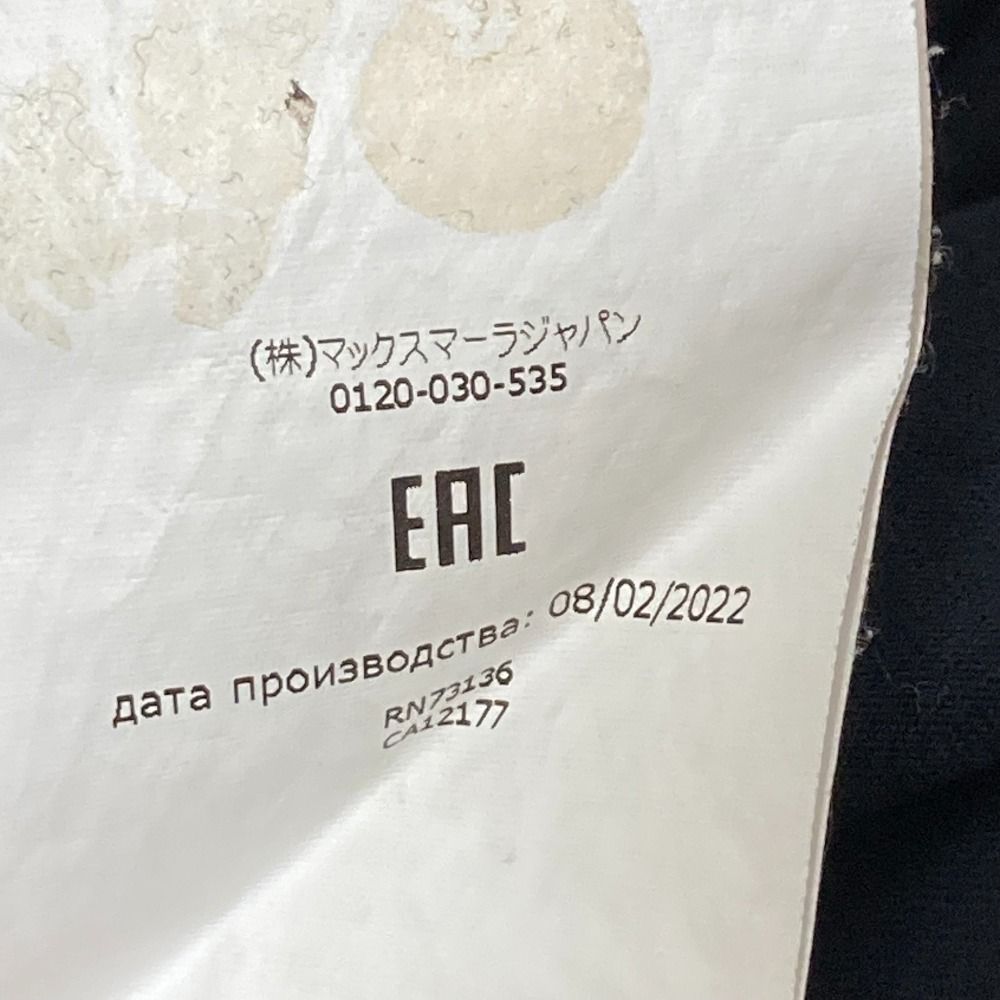 (株)マックスマーラジャパン
0120-030-535
EAC
дата производства: 08/02/2022
RN73136
CA12177